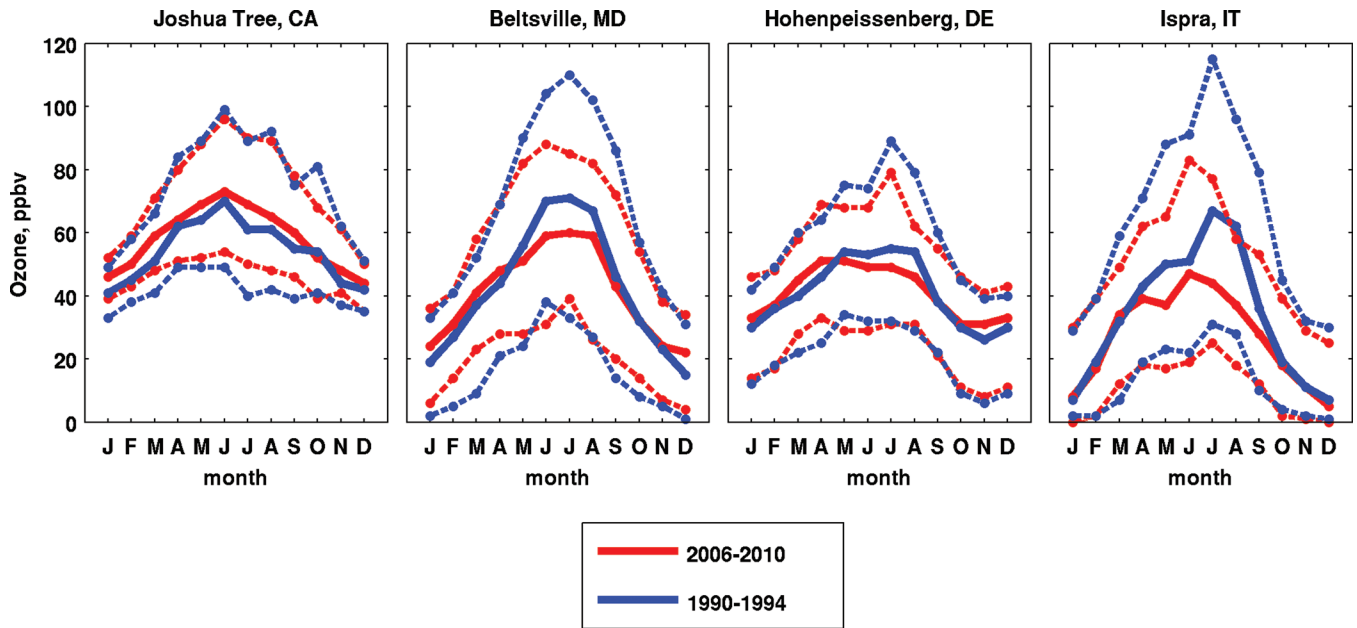 Joshua Tree, CA
Beltsville, MD
Hohenpeissenberg, DE
Ispra, IT
Ozone, ppbv
120
100
80
60
40
20
0
J F M A M J J A S O N D
J F M A M J J A S O N D
J F M A M J J A S O N D
J F M A M J J A S O N D
month
month
month
month
2006-2010
1990-1994